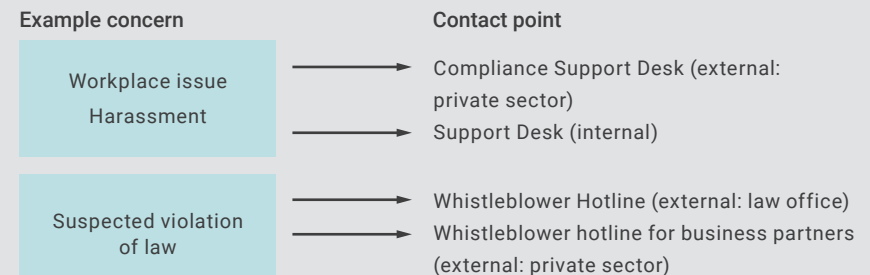 Example concern
Contact point
Workplace issue
Harassment
Compliance Support Desk (external:
private sector)
Support Desk (internal)
Suspected violation
of law
Whistleblower Hotline (external: law office)
Whistleblower hotline for business partners
(external: private sector)